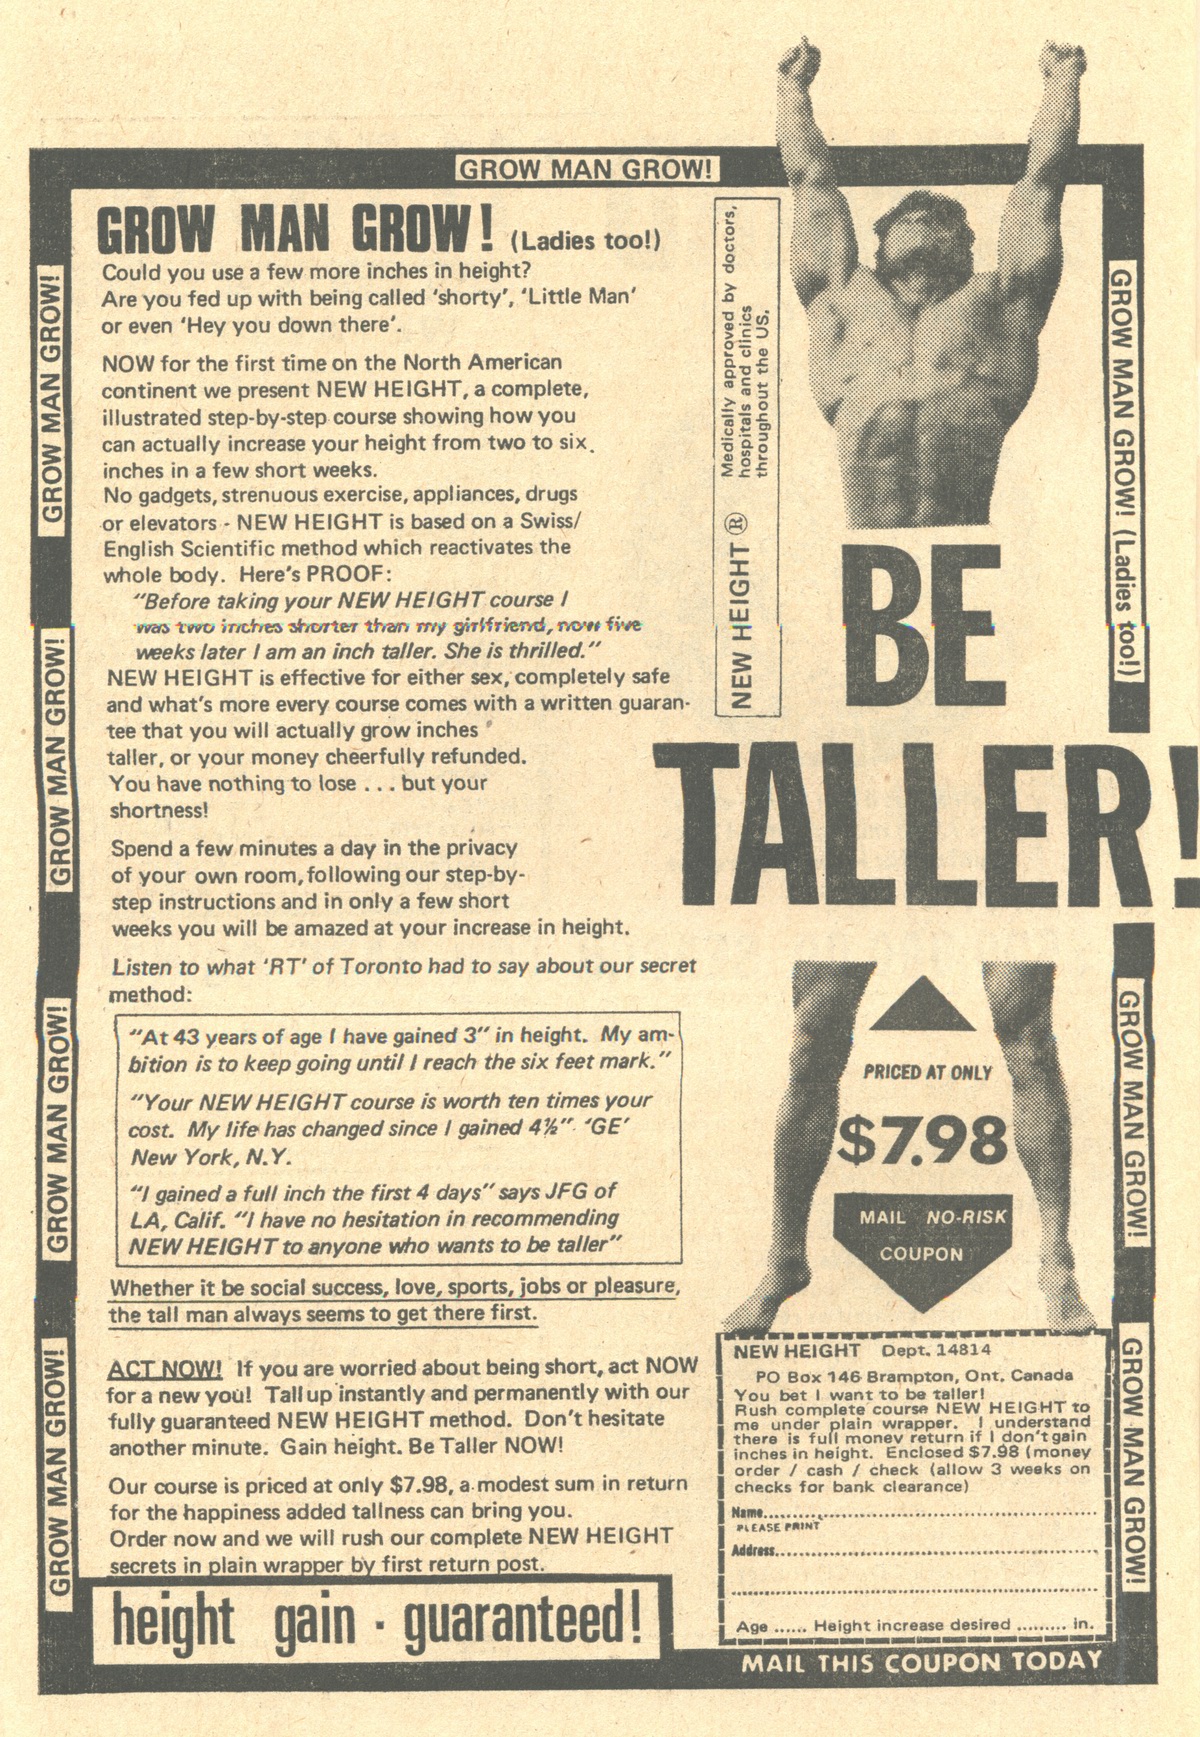 GROW MAN GROW!
GROW MAN GROW! (Ladies too!)
Could you use a few more inches in height?
Are you fed up with being called ‘shorty’, ‘Little Man’
or even ‘Hey you down there’.
NOW for the first time on the North American
continent we present NEW HEIGHT, a complete,
illustrated step-by-step course showing how you
can actually increase your height from two to six
inches in a few short weeks.
No gadgets, strenuous exercise, appliances, drugs
or elevators - NEW HEIGHT is based on a Swiss/
English Scientific method which reactivates the
whole body. Here's PROOF:
“Before taking your NEW HEIGHT course I
was two inches shorter than my girlfriend, now five
weeks later I am an inch taller. She is thrilled.”
NEW HEIGHT is effective for either sex, completely safe
and what's more every course comes with a written guaran-
tee that you will actually grow inches
taller, or your money cheerfully refunded.
You have nothing to lose . . . but your
shortness!
Spend a few minutes a day in the privacy
of your own room, following our step-by-
step instructions and in only a few short
weeks you will be amazed at your increase in height.
Listen to what ‘RT’ of Toronto had to say about our secret
method:
“At 43 years of age I have gained 3” in height. My am-
bition is to keep going until I reach the six feet mark.”
“Your NEW HEIGHT course is worth ten times your
cost. My life has changed since I gained 4½” ‘GE’
New York, N.Y.
“I gained a full inch the first 4 days” says JFG of
LA, Calif. “I have no hesitation in recommending
NEW HEIGHT to anyone who wants to be taller”
Whether it be social success, love, sports, jobs or pleasure,
the tall man always seems to get there first.
ACT NOW! If you are worried about being short, act NOW
for a new you! Tall up instantly and permanently with our
fully guaranteed NEW HEIGHT method. Don't hesitate
another minute. Gain height. Be Taller NOW!
Our course is priced at only $7.98, a modest sum in return
for the happiness added tallness can bring you.
Order now and we will rush our complete NEW HEIGHT
secrets in plain wrapper by first return post.
height gain - guaranteed!
NEW HEIGHT ® Medically approved by doctors,
hospitals and clinics
throughout the US.
BE
TALLER!
PRICED AT ONLY
$7.98
MAIL NO-RISK
COUPON
NEW HEIGHT Dept. 14814
PO Box 146 Brampton, Ont. Canada
You bet I want to be taller!
Rush complete course NEW HEIGHT to
me under plain wrapper. I understand
there is full money return if I don't gain
inches in height. Enclosed $7.98 (money
order / cash / check (allow 3 weeks on
checks for bank clearance)
Name
PLEASE PRINT
Address
Age ...... Height increase desired ......... in.
MAIL THIS COUPON TODAY
GROW MAN GROW!
GROW MAN GROW!
GROW MAN GROW!
GROW MAN GROW!
GROW MAN GROW! (Ladies too!)
GROW MAN GROW!
GROW MAN GROW!